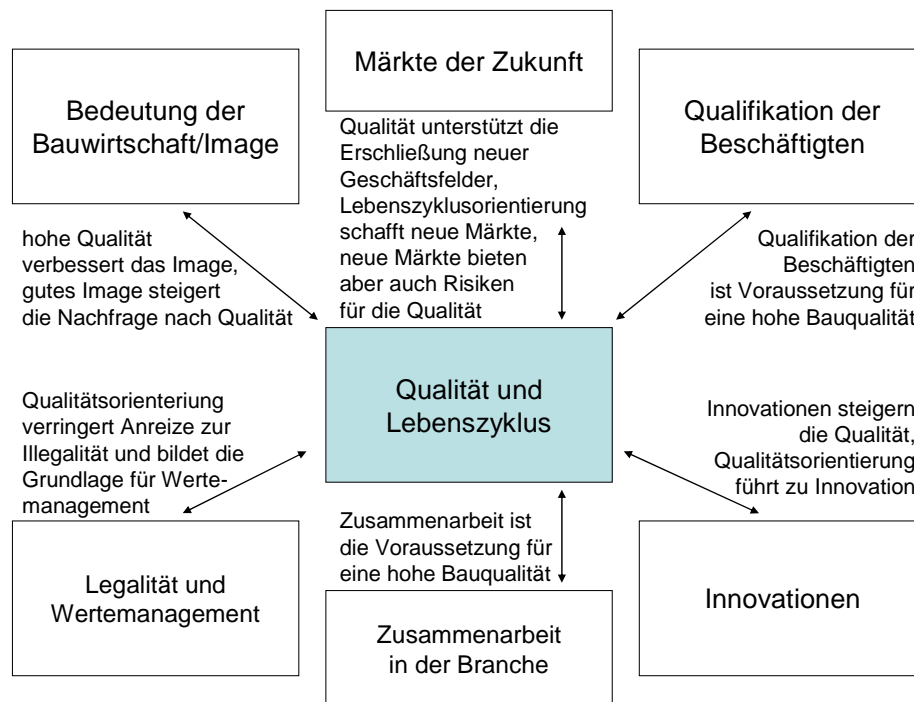 Märkte der Zukunft
Bedeutung der
Bauwirtschaft/Image
Qualifikation der
Beschäftigten
Qualität unterstützt die
Erschließung neuer
Geschäftsfelder,
Lebenszyklusorientierung
schafft neue Märkte,
neue Märkte bieten
aber auch Risiken
für die Qualität
hohe Qualität
verbessert das Image,
gutes Image steigert
die Nachfrage nach Qualität
Qualifikation der
Beschäftigten
ist Voraussetzung für
eine hohe Bauqualität
Qualität und
Lebenszyklus
Qualitätsorienteriung
verringert Anreize zur
Illegalität und bildet die
Grundlage für Werte-
management
Innovationen steigern
die Qualität,
Qualitätsorientierung
führt zu Innovation
Zusammenarbeit ist
die Voraussetzung für
eine hohe Bauqualität
Legalität und
Wertemanagement
Zusammenarbeit
in der Branche
Innovationen